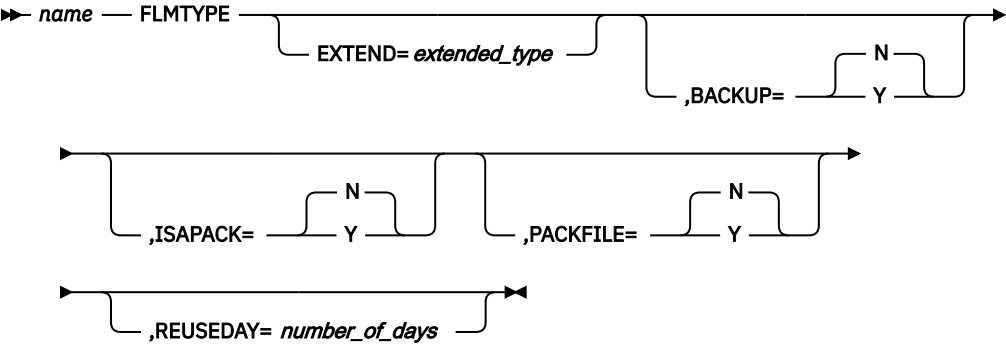 name FLMTYPE
EXTEND= extended_type
N
,BACKUP= Y
N
,ISAPACK= Y
N
,PACKFILE= Y
,REUSEDAY= number_of_days